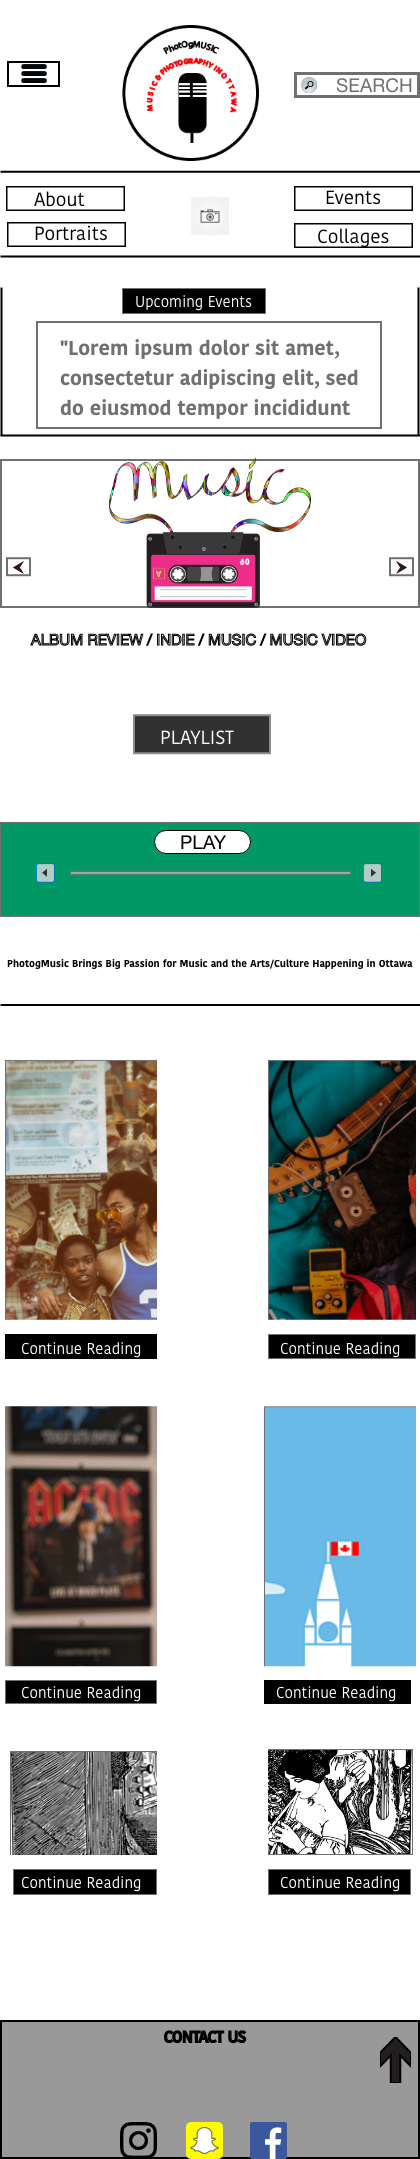 PhotOgMUSIC
MUSIC & PHOTOGRAPHY IN OTTAWA
SEARCH
About
Events
Portraits
Collages
Upcoming Events
"Lorem ipsum dolor sit amet,
consectetur adipiscing elit, sed
do eiusmod tempor incididunt
music
60
ALBUM REVIEW / INDIE / MUSIC / MUSIC VIDEO
PLAYLIST
PLAY
PhotogMusic Brings Big Passion for Music and the Arts/Culture Happening in Ottawa
Continue Reading
Continue Reading
AC DC
Continue Reading
Continue Reading
Continue Reading
Continue Reading
CONTACT US